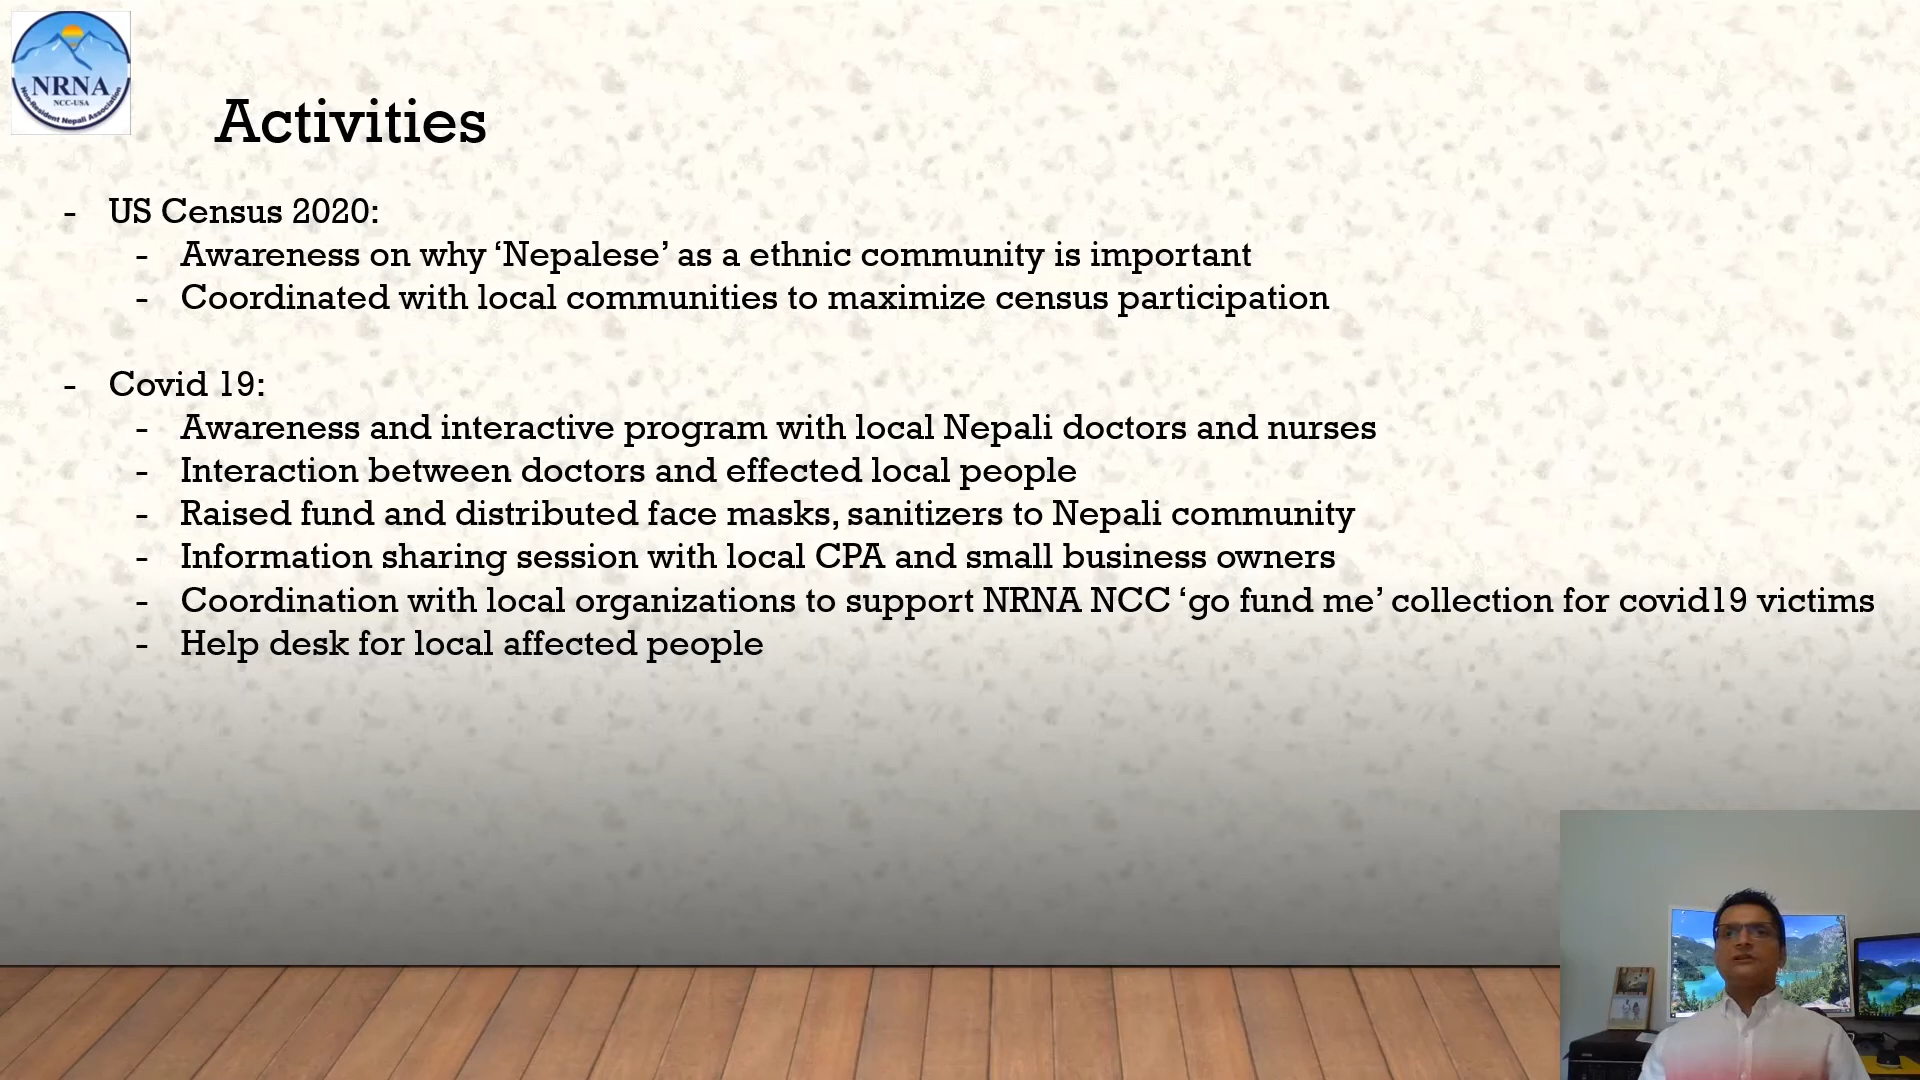 NRNA
NCC-USA
Non-Resident Nepali Association
Activities
- US Census 2020:
- Awareness on why ‘Nepalese’ as a ethnic community is important
- Coordinated with local communities to maximize census participation
- Covid 19:
- Awareness and interactive program with local Nepali doctors and nurses
- Interaction between doctors and effected local people
- Raised fund and distributed face masks, sanitizers to Nepali community
- Information sharing session with local CPA and small business owners
- Coordination with local organizations to support NRNA NCC ‘go fund me’ collection for covid19 victims
- Help desk for local affected people